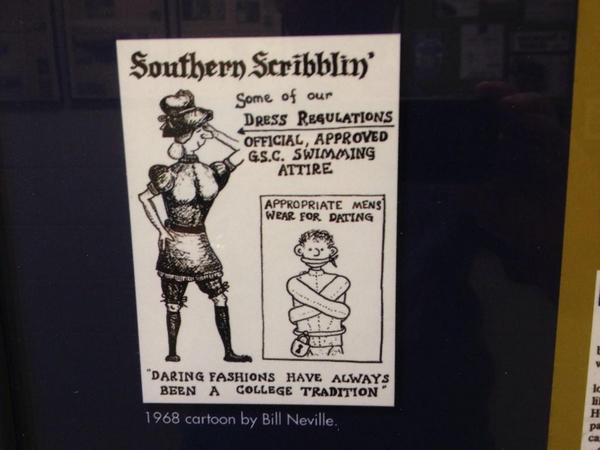 Southern Scribblin'
Some of our
DRESS REGULATIONS
OFFICIAL, APPROVED
G.S.C. SWIMMING
ATTIRE
APPROPRIATE MENS
WEAR FOR DATING
"DARING FASHIONS HAVE ALWAYS
BEEN A COLLEGE TRADITION"
1968 cartoon by Bill Neville.